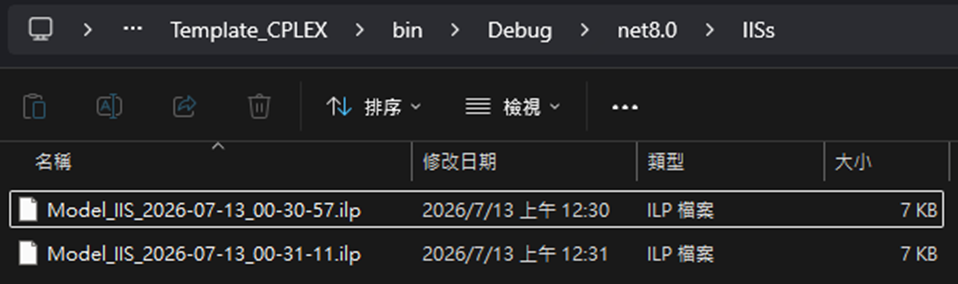 … Template_CPLEX > bin > Debug > net8.0 > IISs
排序 檢視 •••
名稱 修改日期 類型 大小
Model_IIS_2026-07-13_00-30-57.ilp 2026/7/13 上午 12:30 ILP 檔案 7 KB
Model_IIS_2026-07-13_00-31-11.ilp 2026/7/13 上午 12:31 ILP 檔案 7 KB